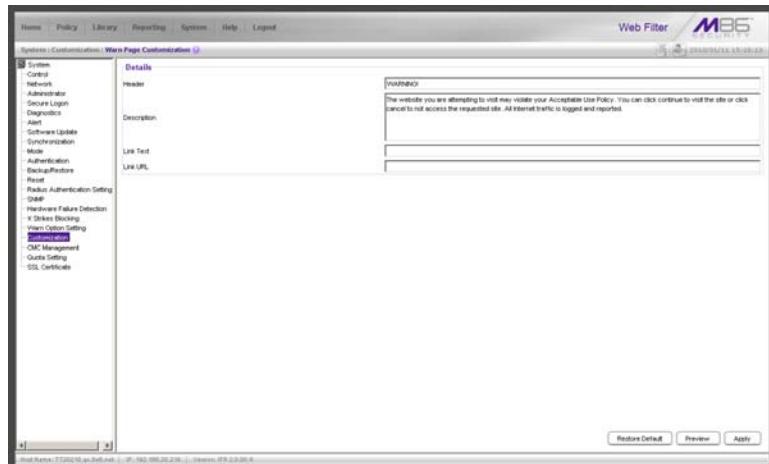 Home Policy Library Reporting System Help Logout
Web Filter
M86
SECURITY
System : Customization : Warn Page Customization
System
Control
Network
Administrator
Secure Logon
Diagnostics
Alert
Software Update
Synchronization
Mode
Authentication
Backup/Restore
Reset
Radius Authentication Setting
SNMP
Hardware Failure Detection
X Strikes Blocking
Warn Option Setting
Customization
CMC Management
Quota Setting
SSL Certificate
Details
Header
WARNING!
Description
The website you are attempting to visit may violate your Acceptable Use Policy. You can click continue to visit the site or click
cancel to not access the requested site. All Internet traffic is logged and reported.
Link Text
Link URL
Restore Default Preview Apply
Host Name: IP: Version: